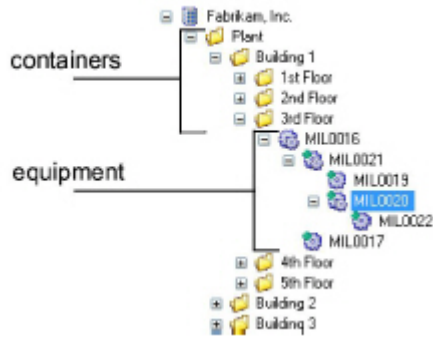 Fabrikam, Inc.
Plant
containers
Building 1
1st Floor
2nd Floor
3rd Floor
MIL0016
MIL0021
equipment
MIL0019
MIL0020
MIL0022
MIL0017
4th Floor
5th Floor
Building 2
Building 3